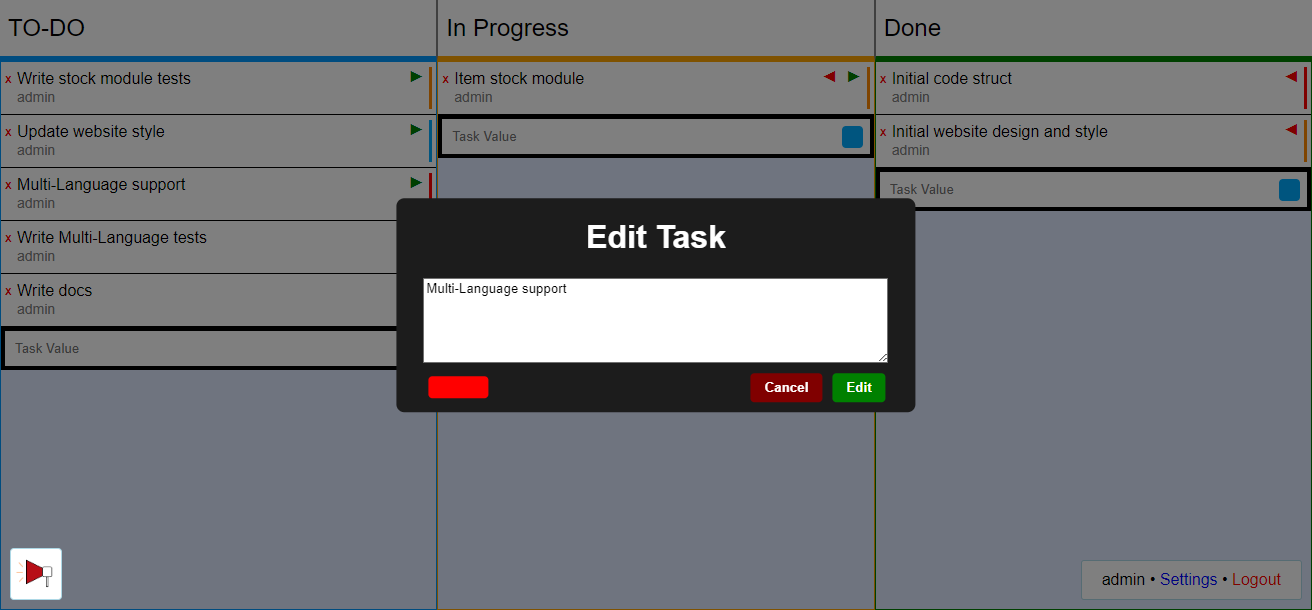 TO-DO
x Write stock module tests
admin
x Update website style
admin
x Multi-Language support
admin
x Write Multi-Language tests
admin
x Write docs
admin
Task Value
In Progress
x Item stock module
admin
Task Value
Done
x Initial code struct
admin
x Initial website design and style
admin
Task Value
Edit Task
Multi-Language support
Cancel
Edit
admin • Settings • Logout